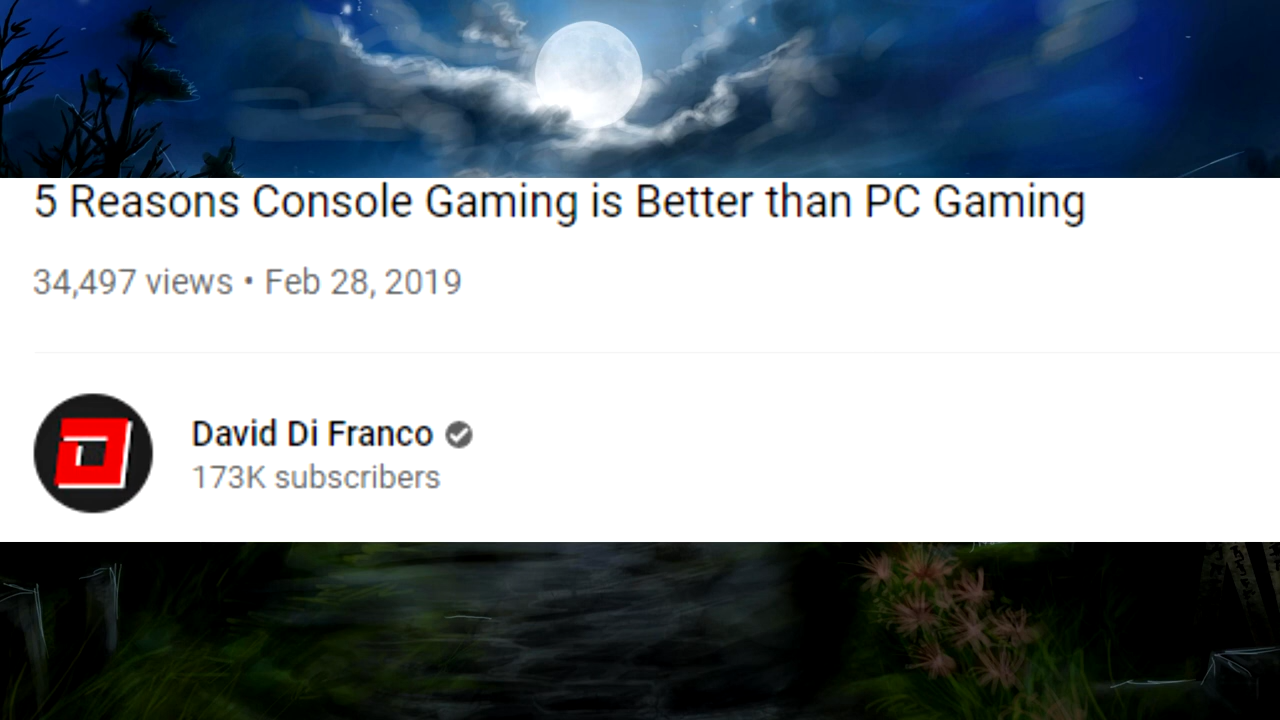 5 Reasons Console Gaming is Better than PC Gaming
34,497 views • Feb 28, 2019
David Di Franco
173K subscribers